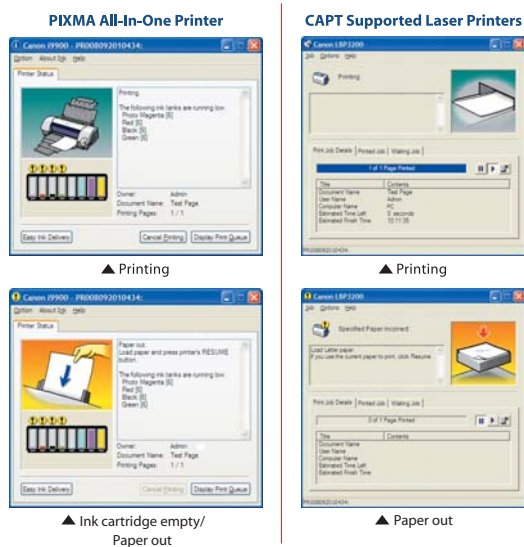 PIXMA All-In-One Printer
Canon i9900 - PR008092010434:
Option About Ink Help
Printer Status
Printing
The following ink tanks are running low.
Photo Magenta [6]
Red [6]
Black [6]
Green [6]
Owner: Admin
Document Name: Test Page
Printing Pages: 1 / 1
Easy Ink Delivery
Cancel Printing
Display Print Queue
▲ Printing
Canon i9900 - PR008092010434:
Option About Ink Help
Printer Status
Paper out.
Load paper and press printer's RESUME
button.
The following ink tanks are running low.
Photo Magenta [6]
Red [6]
Black [6]
Green [6]
Owner: Admin
Document Name: Test Page
Printing Pages: 1 / 1
Easy Ink Delivery
Cancel Printing
Display Print Queue
▲ Ink cartridge empty/
Paper out
CAPT Supported Laser Printers
Canon LBP3200
Job Options Help
Printing
Print Job Details Printed Job Waiting Job
1 of 1 Page Printed
Title Contents
Document Name Test Page
User Name Admin
Computer Name PC
Estimated Time Left 0 seconds
Estimated Finish Time 10:11:35
PR008092010434:
▲ Printing
Canon LBP3200
Job Options Help
Specified Paper incorrect
Load Letter paper.
If you use the current paper to print, click Resume.
Print Job Details Printed Job Waiting Job
0 of 1 Page Printed
Title Contents
Document Name
User Name
Computer Name
Estimated Time Left
Estimated Finish Time
PR008092010434:
▲ Paper out